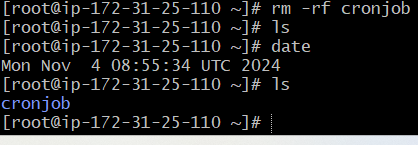 [root@ip-172-31-25-110 ~]# rm -rf cronjob
[root@ip-172-31-25-110 ~]# ls
[root@ip-172-31-25-110 ~]# date
Mon Nov  4 08:55:34 UTC 2024
[root@ip-172-31-25-110 ~]# ls
cronjob
[root@ip-172-31-25-110 ~]#